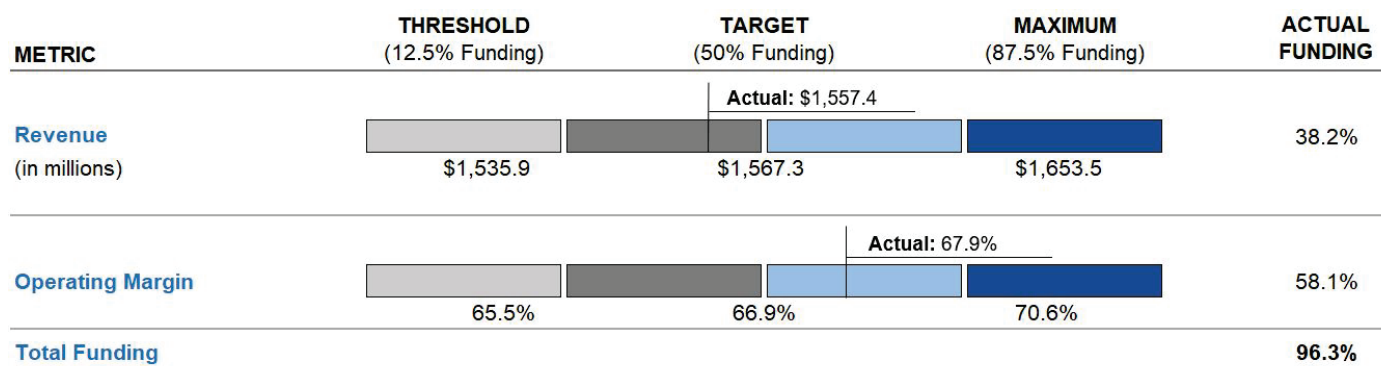 THRESHOLD TARGET MAXIMUM ACTUAL
METRIC (12.5% Funding) (50% Funding) (87.5% Funding) FUNDING
Actual: $1,557.4
Revenue 38.2%
(in millions) $1,535.9 $1,567.3 $1,653.5
Actual: 67.9%
Operating Margin 58.1%
65.5% 66.9% 70.6%
Total Funding 96.3%